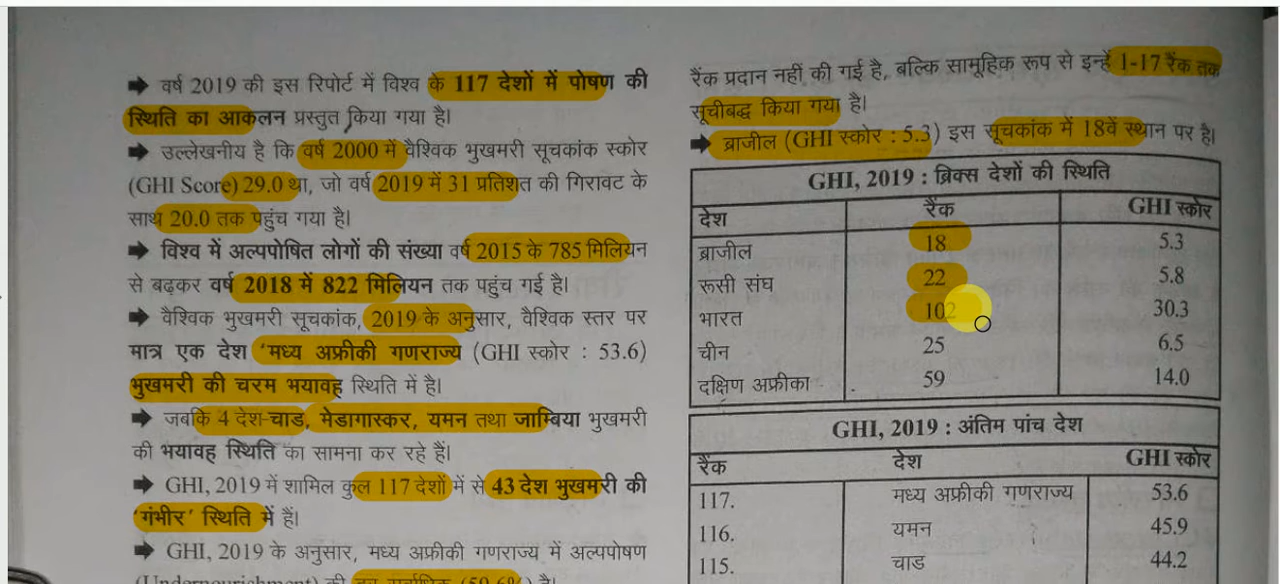 ➡ वर्ष 2019 की इस रिपोर्ट में विश्व के 117 देशों में पोषण की
स्थिति का आकलन प्रस्तुत किया गया है।
➡ उल्लेखनीय है कि वर्ष 2000 में वैश्विक भुखमरी सूचकांक स्कोर
(GHI Score) 29.0 था, जो वर्ष 2019 में 31 प्रतिशत की गिरावट के
साथ 20.0 तक पहुंच गया है।
➡ विश्व में अल्पपोषित लोगों की संख्या वर्ष 2015 के 785 मिलियन
से बढ़कर वर्ष 2018 में 822 मिलियन तक पहुंच गई है।
➡ वैश्विक भुखमरी सूचकांक, 2019 के अनुसार, वैश्विक स्तर पर
मात्र एक देश 'मध्य अफ्रीकी गणराज्य (GHI स्कोर : 53.6)
भुखमरी की चरम भयावह स्थिति में है।
➡ जबकि 4 देश-चाड, मेडागास्कर, यमन तथा जाम्बिया भुखमरी
की भयावह स्थिति का सामना कर रहे हैं।
➡ GHI, 2019 में शामिल कुल 117 देशों में से 43 देश भुखमरी की
'गंभीर' स्थिति में हैं।
➡ GHI, 2019 के अनुसार, मध्य अफ्रीकी गणराज्य में अल्पपोषण
(Undernourishment) की दर सर्वाधिक (59.6%) है।
रैंक प्रदान नहीं की गई है, बल्कि सामूहिक रूप से इन्हें 1-17 रैंक तक
सूचीबद्ध किया गया है।
➡ ब्राजील (GHI स्कोर : 5.3) इस सूचकांक में 18वें स्थान पर है।
GHI, 2019 : ब्रिक्स देशों की स्थिति
देश रैंक GHI स्कोर
ब्राजील 18 5.3
रूसी संघ 22 5.8
भारत 102 30.3
चीन 25 6.5
दक्षिण अफ्रीका 59 14.0
GHI, 2019 : अंतिम पांच देश
रैंक देश GHI स्कोर
117. मध्य अफ्रीकी गणराज्य 53.6
116. यमन 45.9
115. चाड 44.2